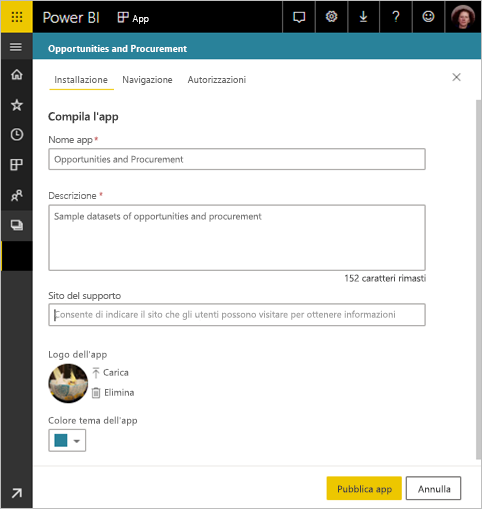 Power BI App ?
Opportunities and Procurement
Installazione Navigazione Autorizzazioni
Compila l'app
Nome app*
Opportunities and Procurement
Descrizione *
Sample datasets of opportunities and procurement
152 caratteri rimasti
Sito del supporto
Consente di indicare il sito che gli utenti possono visitare per ottenere informazioni
Logo dell'app
Carica
Elimina
Colore tema dell'app
Pubblica app Annulla